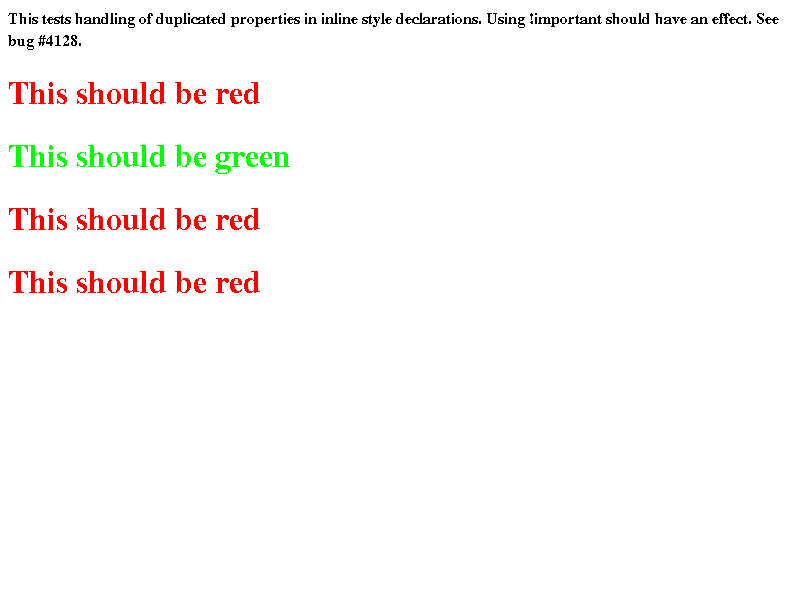 This tests handling of duplicated properties in inline style declarations. Using !important should have an effect. See
bug #4128.
This should be red
This should be green
This should be red
This should be red